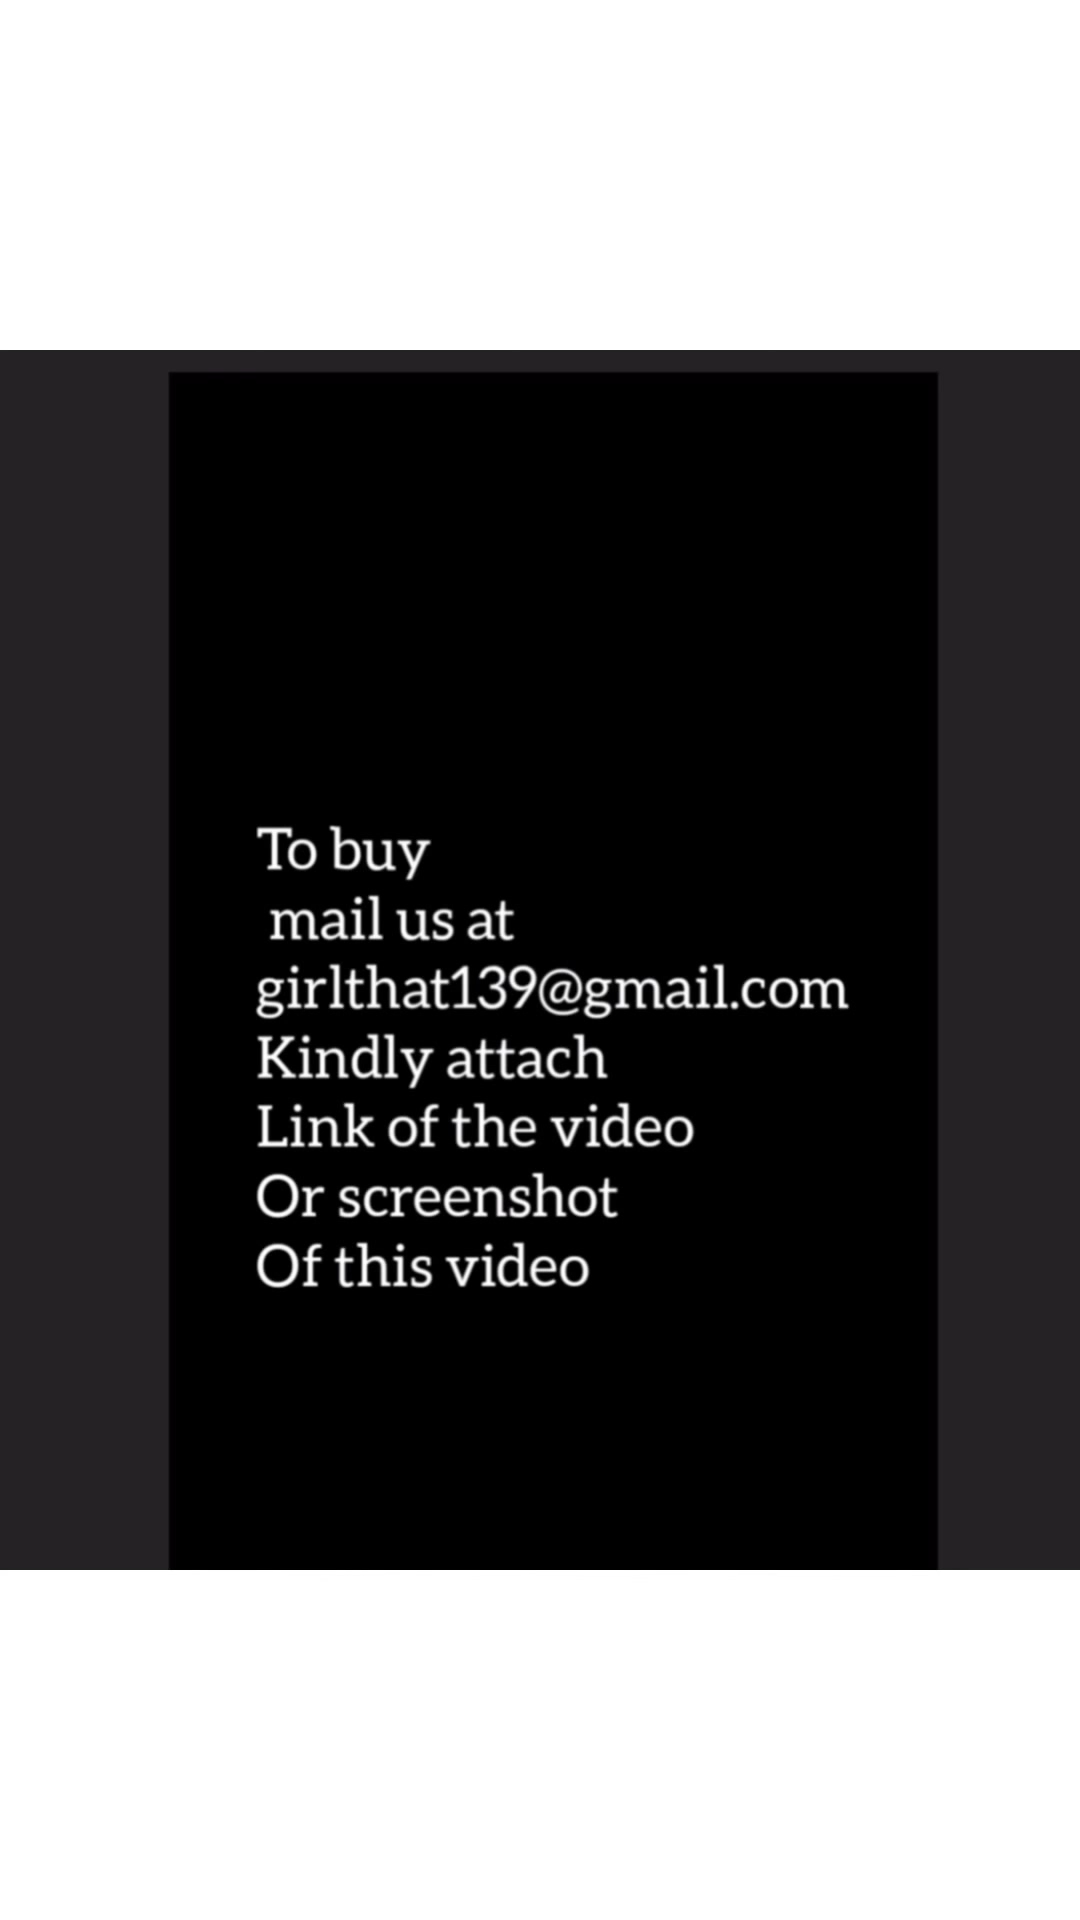 To buy
mail us at
girlthat139@gmail.com
Kindly attach
Link of the video
Or screenshot
Of this video